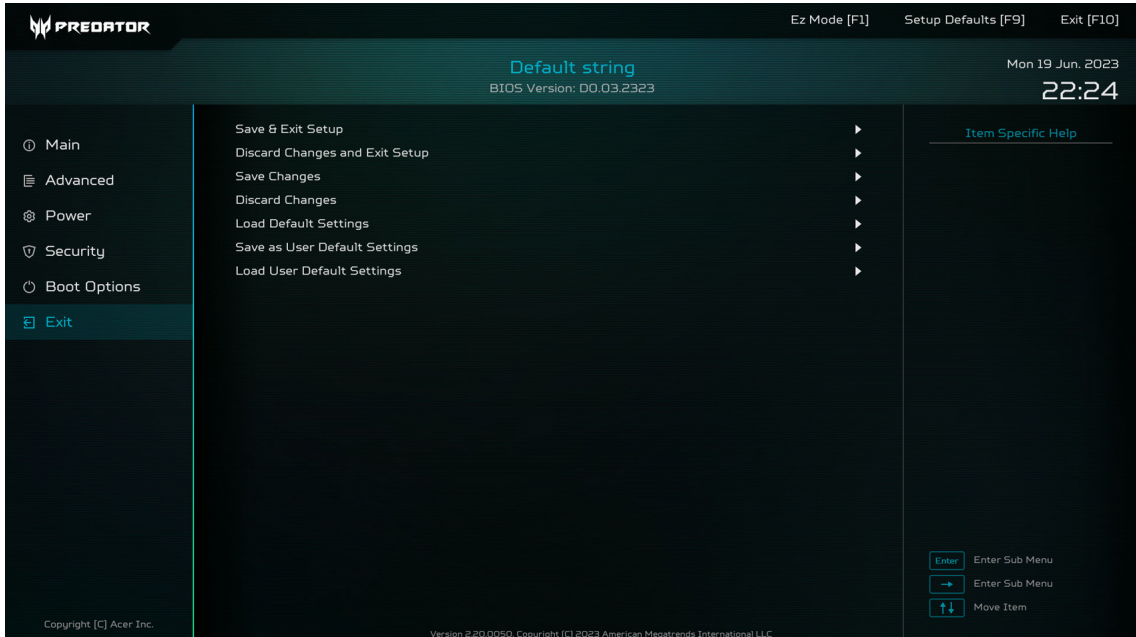 PREDATOR
Ez Mode [F1] Setup Defaults [F9] Exit [F10]
Default string
BIOS Version: D0.03.2323
Mon 19 Jun. 2023
22:24
Main
Advanced
Power
Security
Boot Options
Exit
Save & Exit Setup
Discard Changes and Exit Setup
Save Changes
Discard Changes
Load Default Settings
Save as User Default Settings
Load User Default Settings
Item Specific Help
Enter Enter Sub Menu
→ Enter Sub Menu
↑↓ Move Item
Copyright [C] Acer Inc.
Version 2.20.0050. Copyright (C) 2023 American Megatrends International LLC